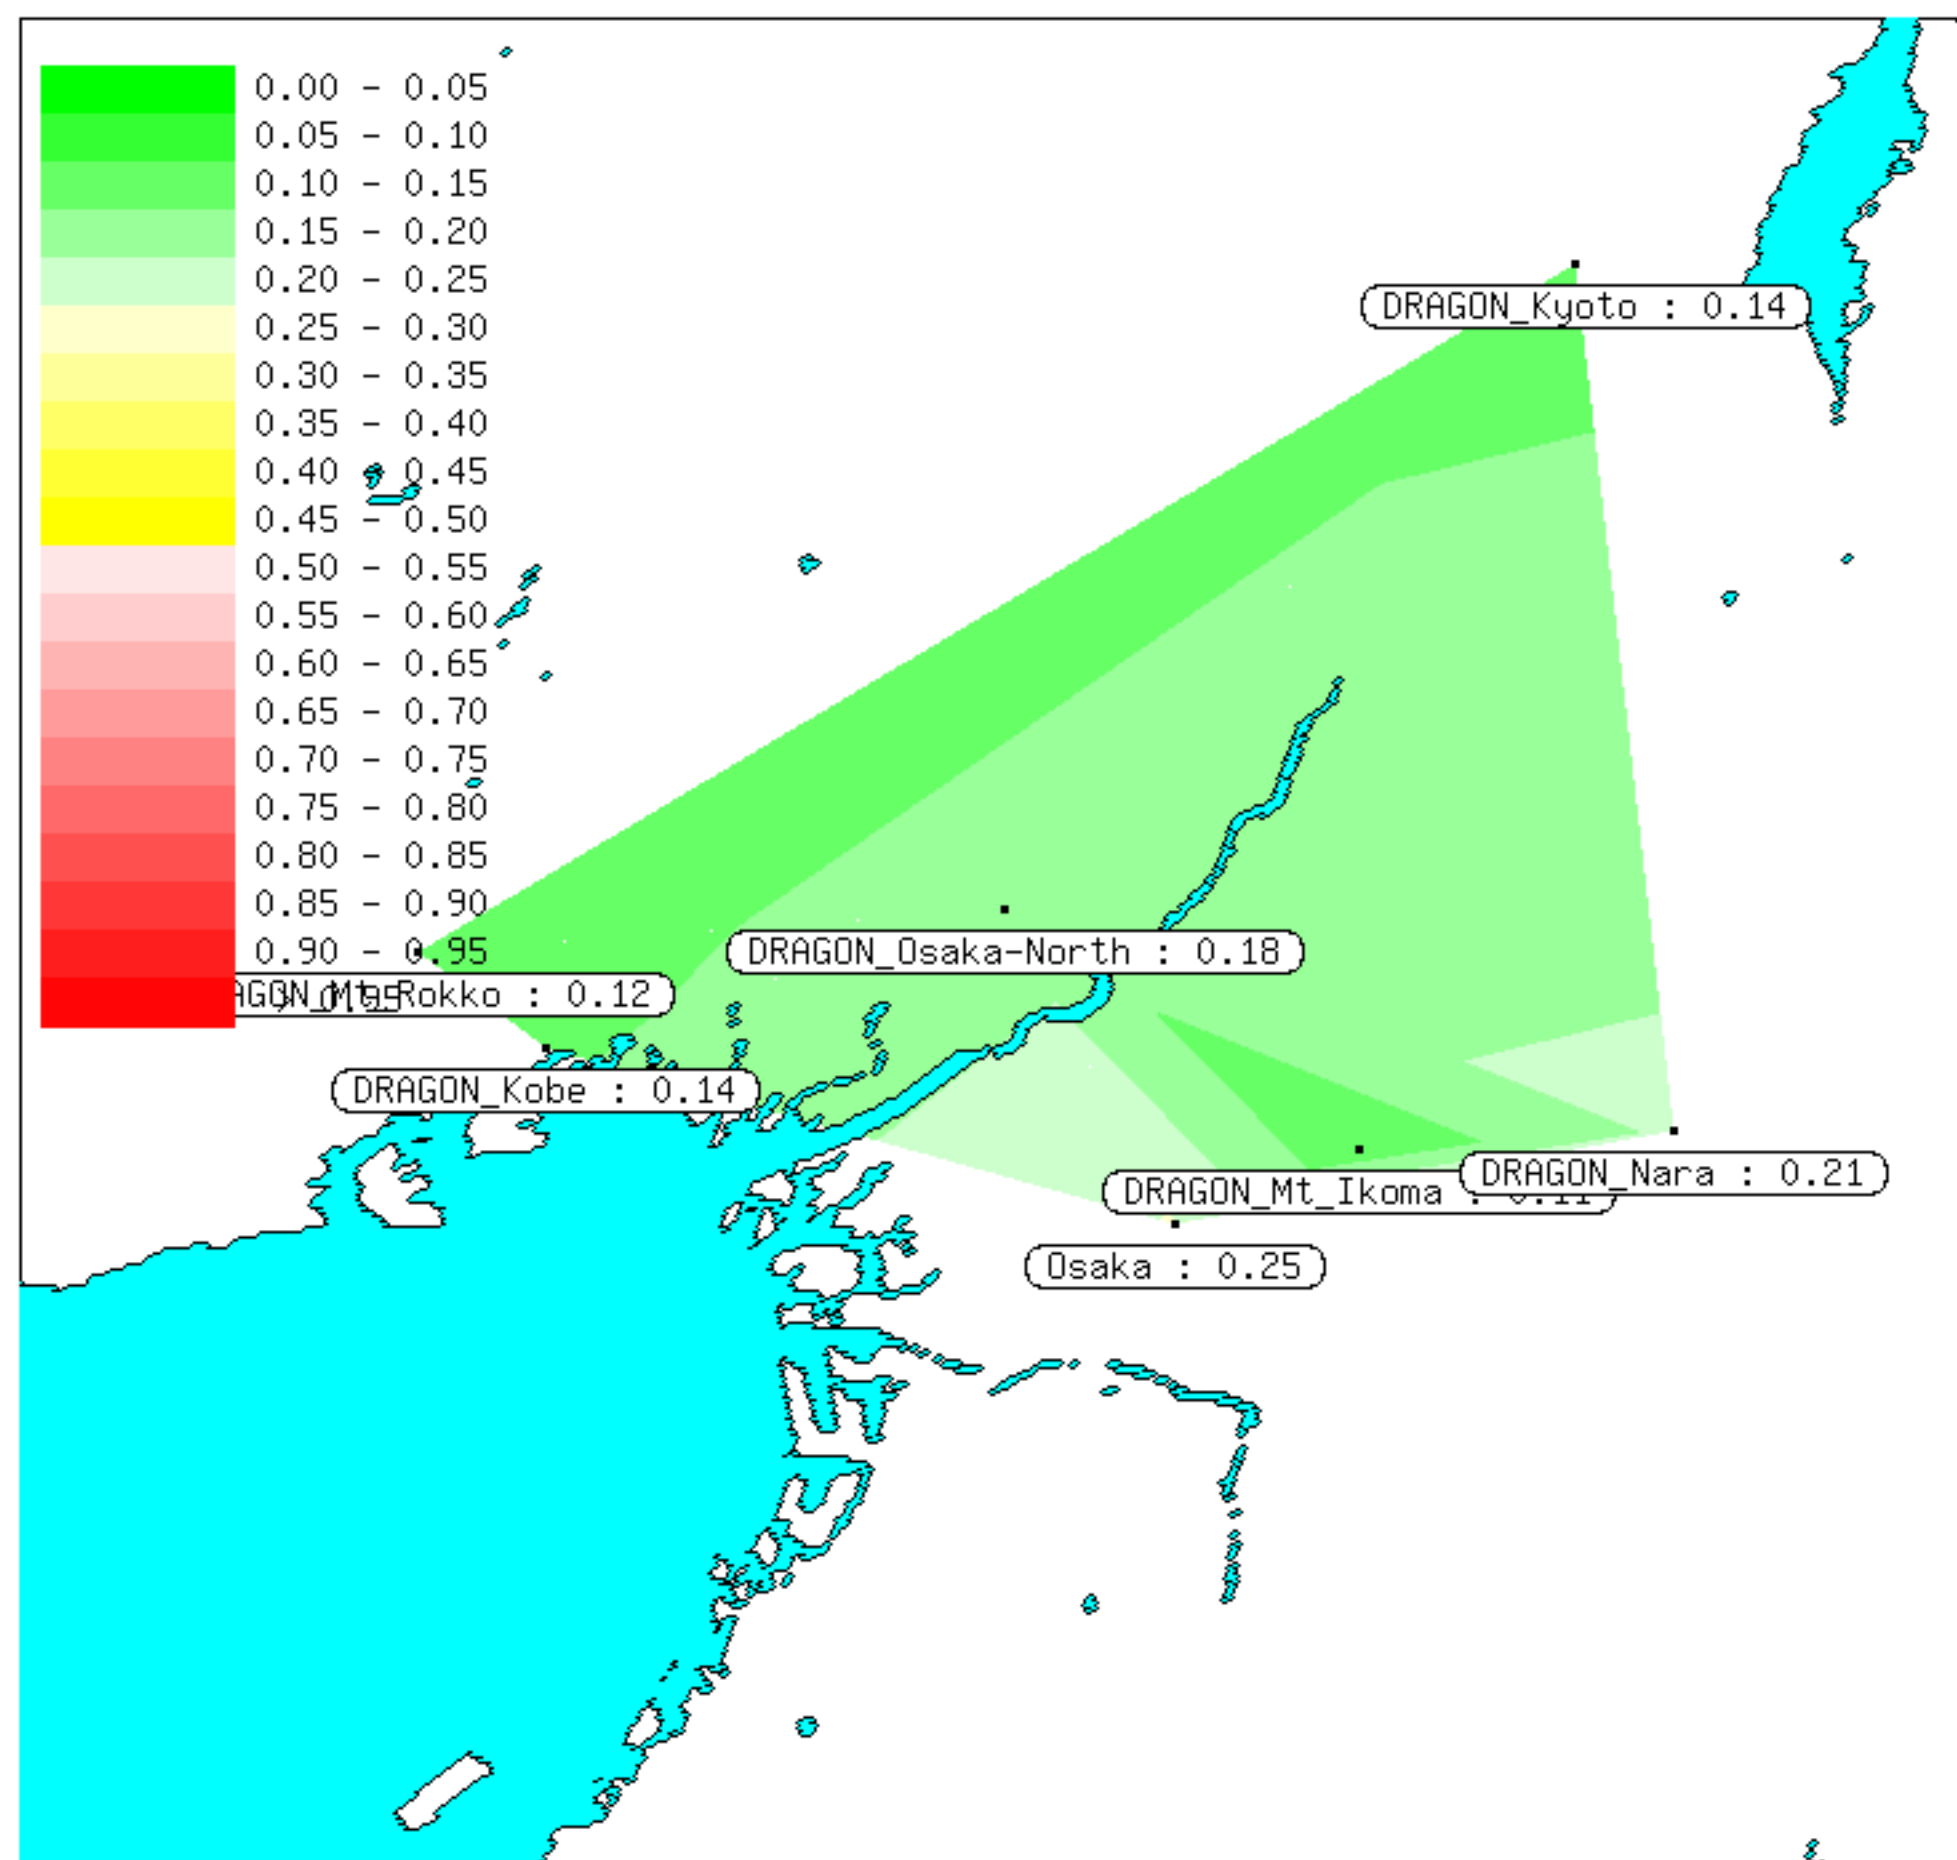 0.00 - 0.05
0.05 - 0.10
0.10 - 0.15
0.15 - 0.20
0.20 - 0.25
0.25 - 0.30
0.30 - 0.35
0.35 - 0.40
0.40 - 0.45
0.45 - 0.50
0.50 - 0.55
0.55 - 0.60
0.60 - 0.65
0.65 - 0.70
0.70 - 0.75
0.75 - 0.80
0.80 - 0.85
0.85 - 0.90
0.90 - 0.95
> 0.95
DRAGON_Kyoto : 0.14
DRAGON_Osaka-North : 0.18
AGON_Mt_Rokko : 0.12
DRAGON_Kobe : 0.14
DRAGON_Nara : 0.21
DRAGON_Mt_Ikoma : 0.11
Osaka : 0.25